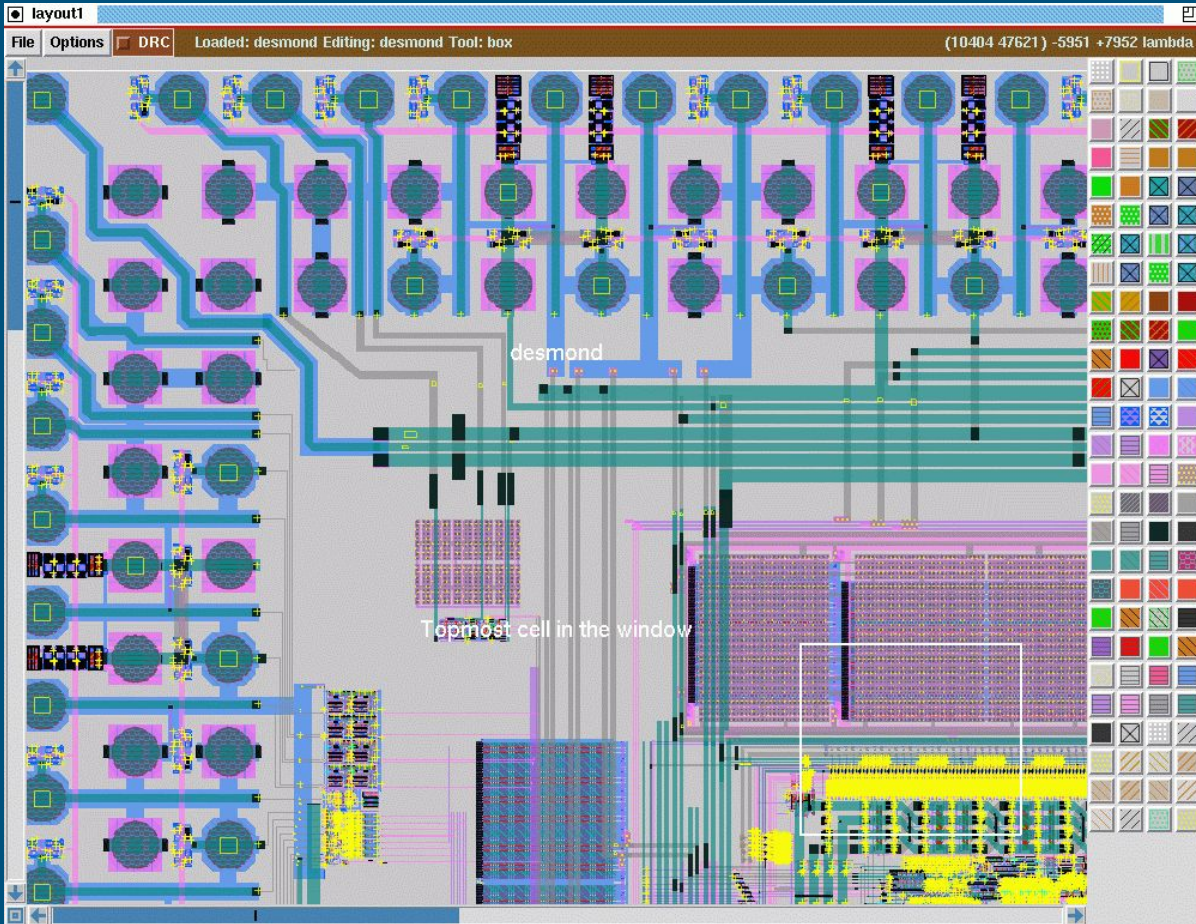 layout1
File Options DRC Loaded: desmond Editing: desmond Tool: box (10404 47621) -5951 +7952 lambda
desmond
Topmost cell in the window